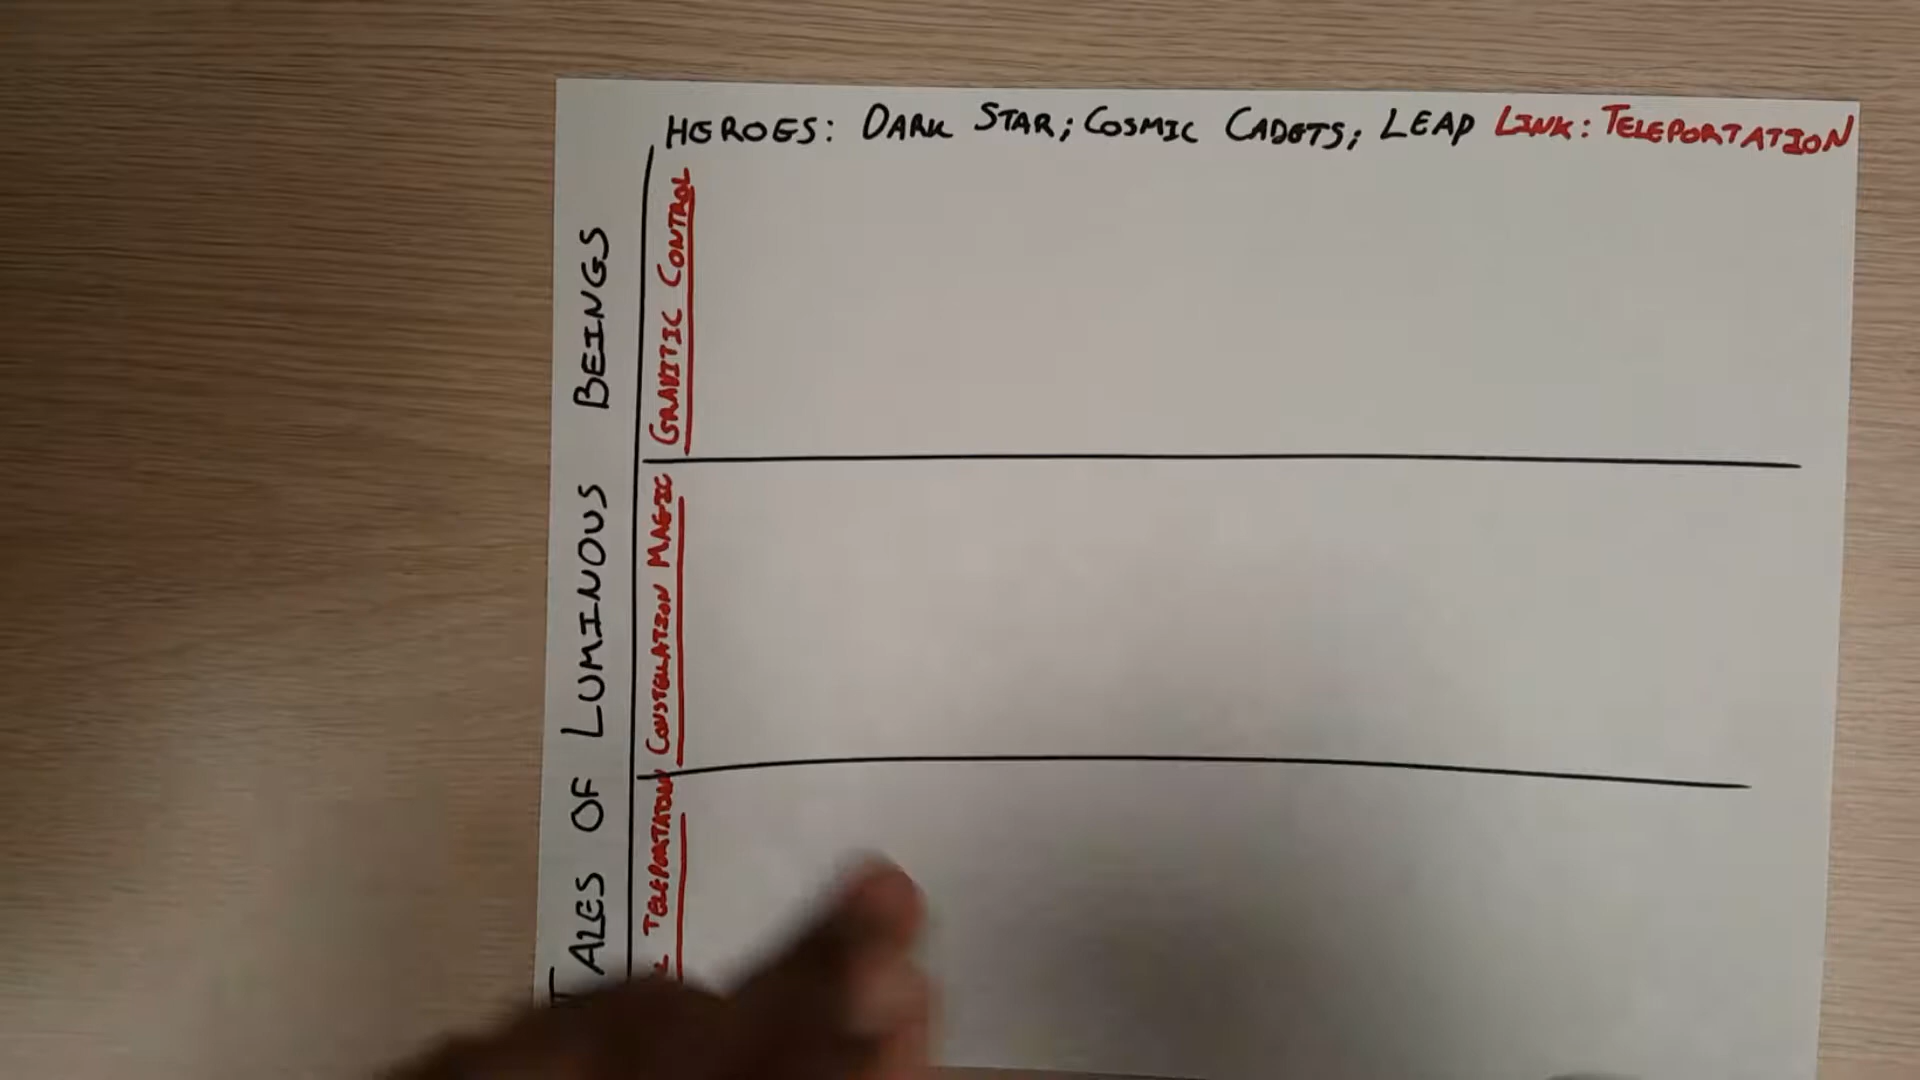 HEROES: DARK STAR; COSMIC CADETS; LEAP LINK: TELEPORTATION
TALES OF LUMINOUS BEINGS
GRAVITIC CONTROL
CONSTELLATION MAGIC
TELEPORTATION